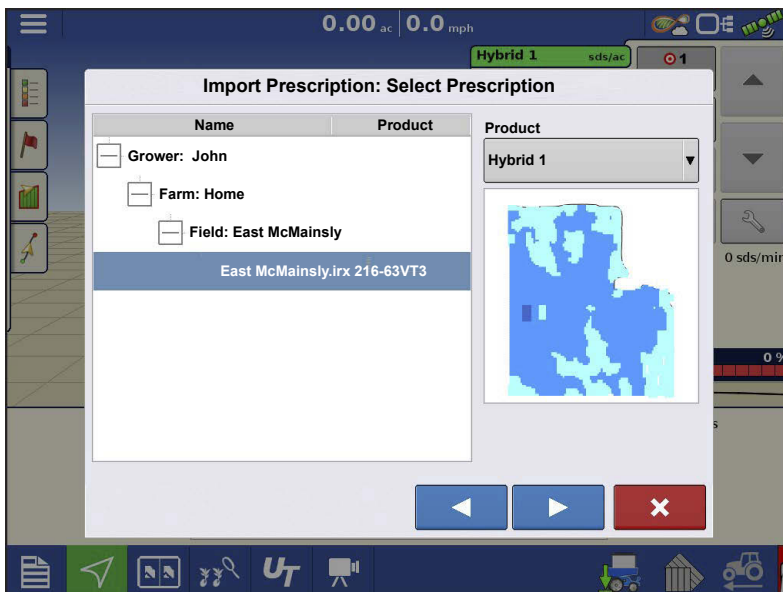 0.00 ac 0.0 mph
Hybrid 1 sds/ac
1
Import Prescription: Select Prescription
Name Product
Product
Grower: John
Hybrid 1
Farm: Home
Field: East McMainsly
East McMainsly.irx 216-63VT3
0 sds/min
0 %
s
UT